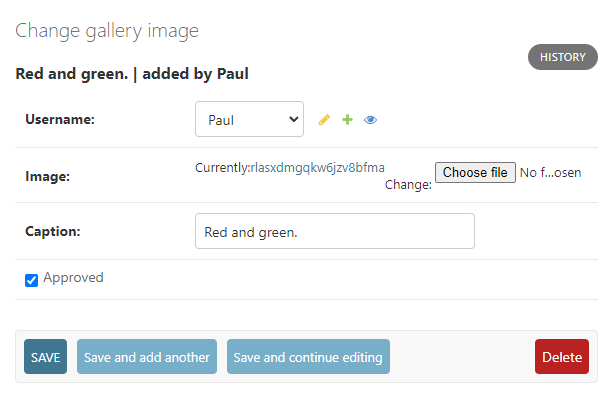 Change gallery image
HISTORY
Red and green. | added by Paul
Username: Paul
Image: Currently:rlasxdmgqkw6jzv8bfma Change: Choose file No f...osen
Caption: Red and green.
Approved
SAVE Save and add another Save and continue editing Delete